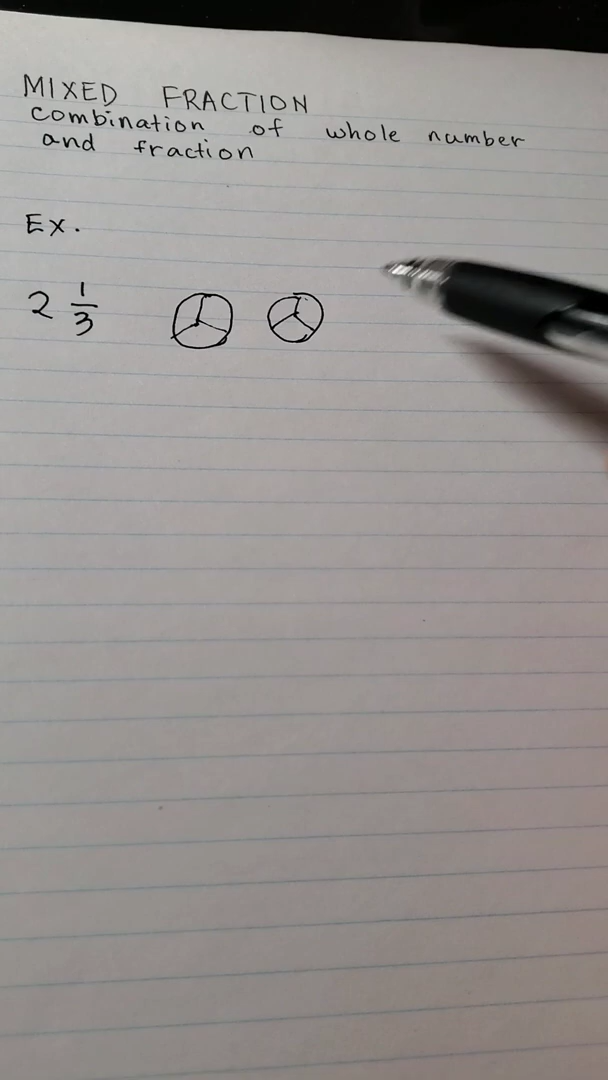 MIXED FRACTION
combination of whole number
and fraction
Ex.
2 1/3